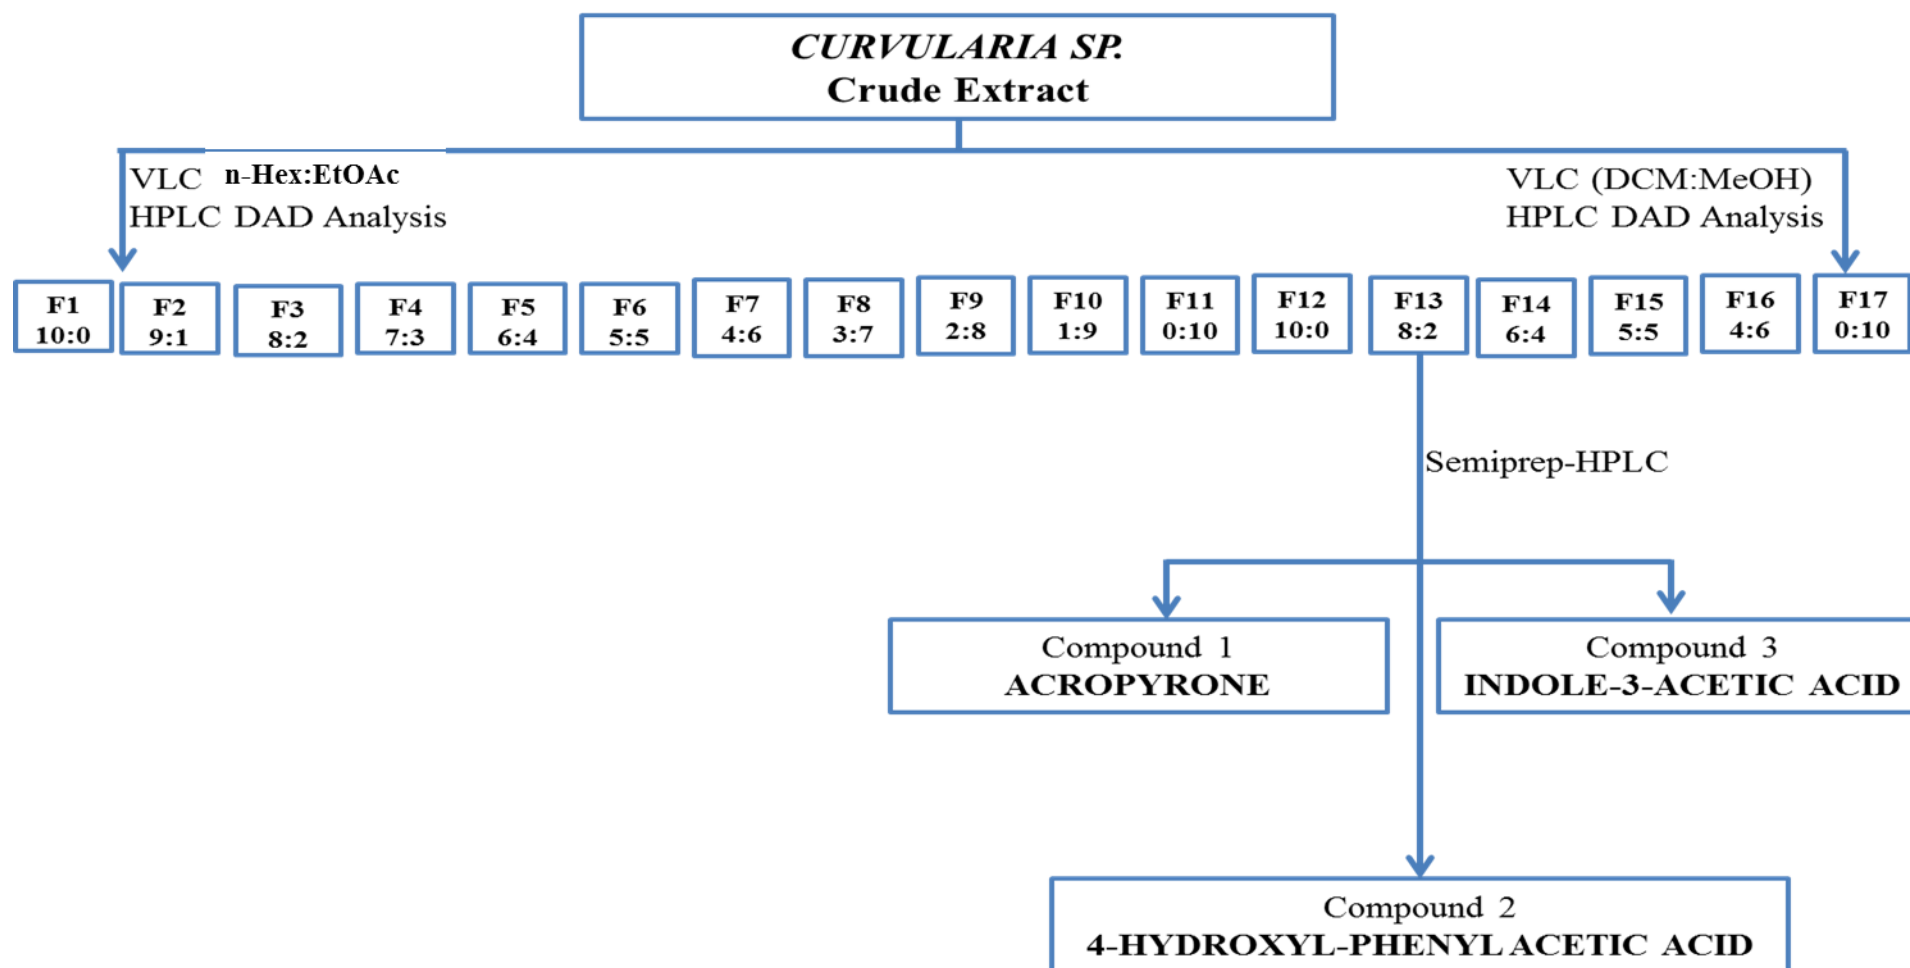 CURVULARIA SP.
Crude Extract
VLC n-Hex:EtOAc
HPLC DAD Analysis
VLC (DCM:MeOH)
HPLC DAD Analysis
F1
10:0
F2
9:1
F3
8:2
F4
7:3
F5
6:4
F6
5:5
F7
4:6
F8
3:7
F9
2:8
F10
1:9
F11
0:10
F12
10:0
F13
8:2
F14
6:4
F15
5:5
F16
4:6
F17
0:10
Semiprep-HPLC
Compound 1
ACROPYRONE
Compound 3
INDOLE-3-ACETIC ACID
Compound 2
4-HYDROXYL-PHENYL ACETIC ACID